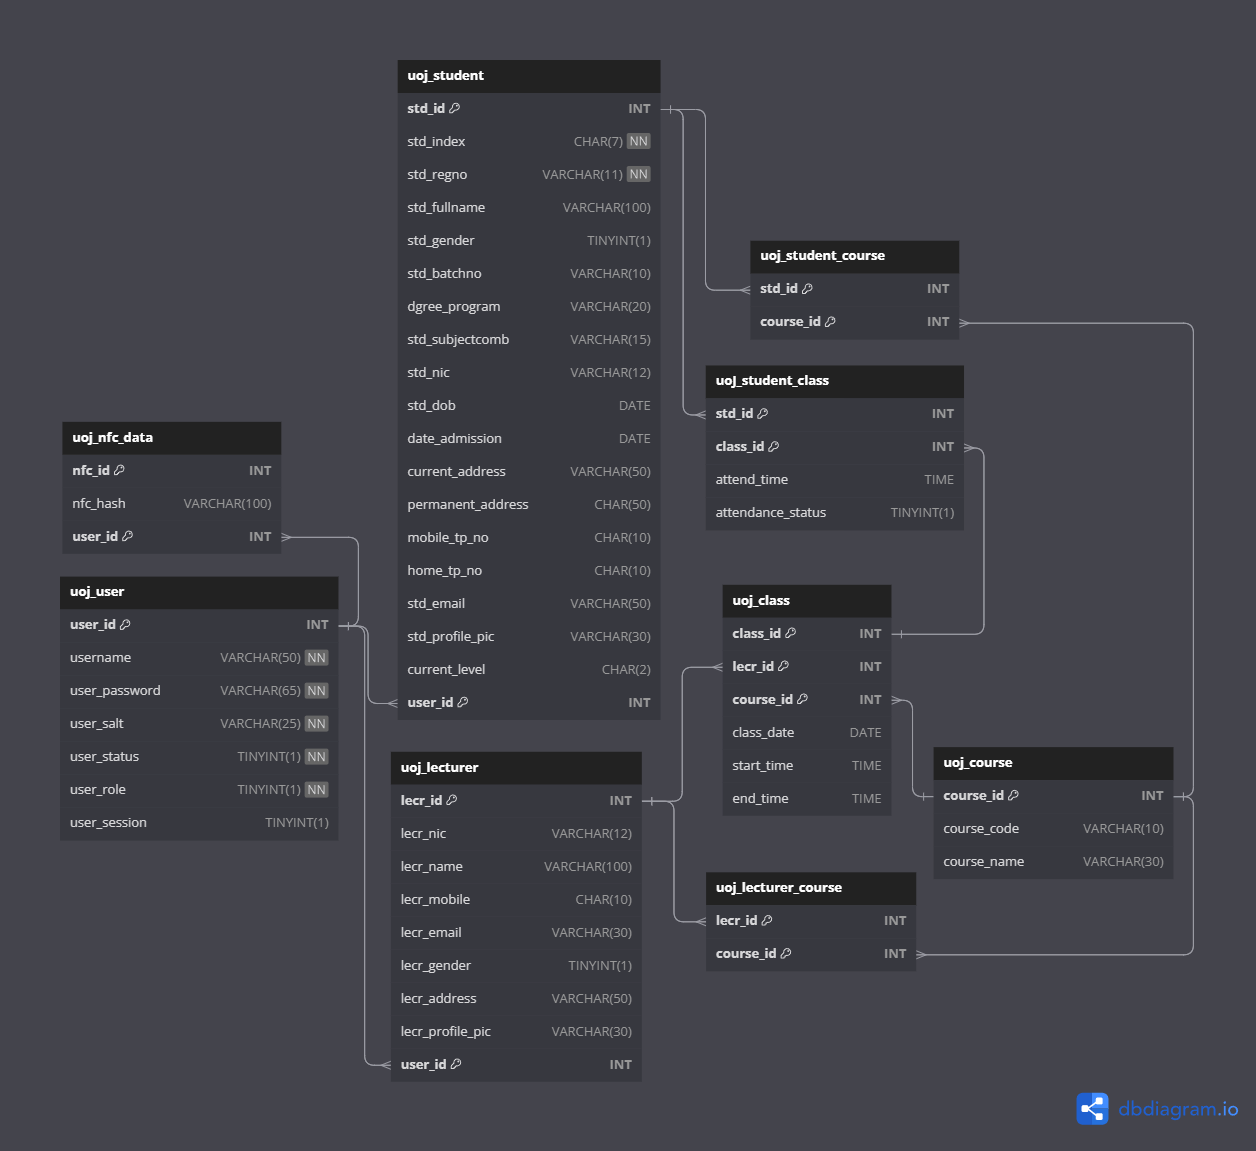 uoj_student
std_id INT
std_index CHAR(7) NN
std_regno VARCHAR(11) NN
std_fullname VARCHAR(100)
std_gender TINYINT(1)
std_batchno VARCHAR(10)
dgree_program VARCHAR(20)
std_subjectcomb VARCHAR(15)
std_nic VARCHAR(12)
std_dob DATE
date_admission DATE
current_address VARCHAR(50)
permanent_address CHAR(50)
mobile_tp_no CHAR(10)
home_tp_no CHAR(10)
std_email VARCHAR(50)
std_profile_pic VARCHAR(30)
current_level CHAR(2)
user_id INT
uoj_student_course
std_id INT
course_id INT
uoj_student_class
std_id INT
class_id INT
attend_time TIME
attendance_status TINYINT(1)
uoj_nfc_data
nfc_id INT
nfc_hash VARCHAR(100)
user_id INT
uoj_user
user_id INT
username VARCHAR(50) NN
user_password VARCHAR(65) NN
user_salt VARCHAR(25) NN
user_status TINYINT(1) NN
user_role TINYINT(1) NN
user_session TINYINT(1)
uoj_class
class_id INT
lecr_id INT
course_id INT
class_date DATE
start_time TIME
end_time TIME
uoj_course
course_id INT
course_code VARCHAR(10)
course_name VARCHAR(30)
uoj_lecturer
lecr_id INT
lecr_nic VARCHAR(12)
lecr_name VARCHAR(100)
lecr_mobile CHAR(10)
lecr_email VARCHAR(30)
lecr_gender TINYINT(1)
lecr_address VARCHAR(50)
lecr_profile_pic VARCHAR(30)
user_id INT
uoj_lecturer_course
lecr_id INT
course_id INT
dbdiagram.io